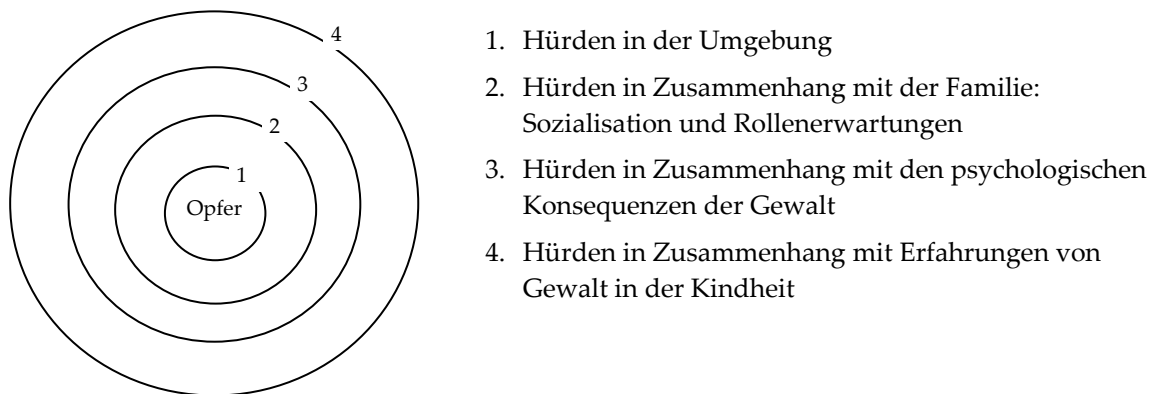 4
3
2
1
Opfer
1. Hürden in der Umgebung
2. Hürden in Zusammenhang mit der Familie:
Sozialisation und Rollenerwartungen
3. Hürden in Zusammenhang mit den psychologischen
Konsequenzen der Gewalt
4. Hürden in Zusammenhang mit Erfahrungen von
Gewalt in der Kindheit